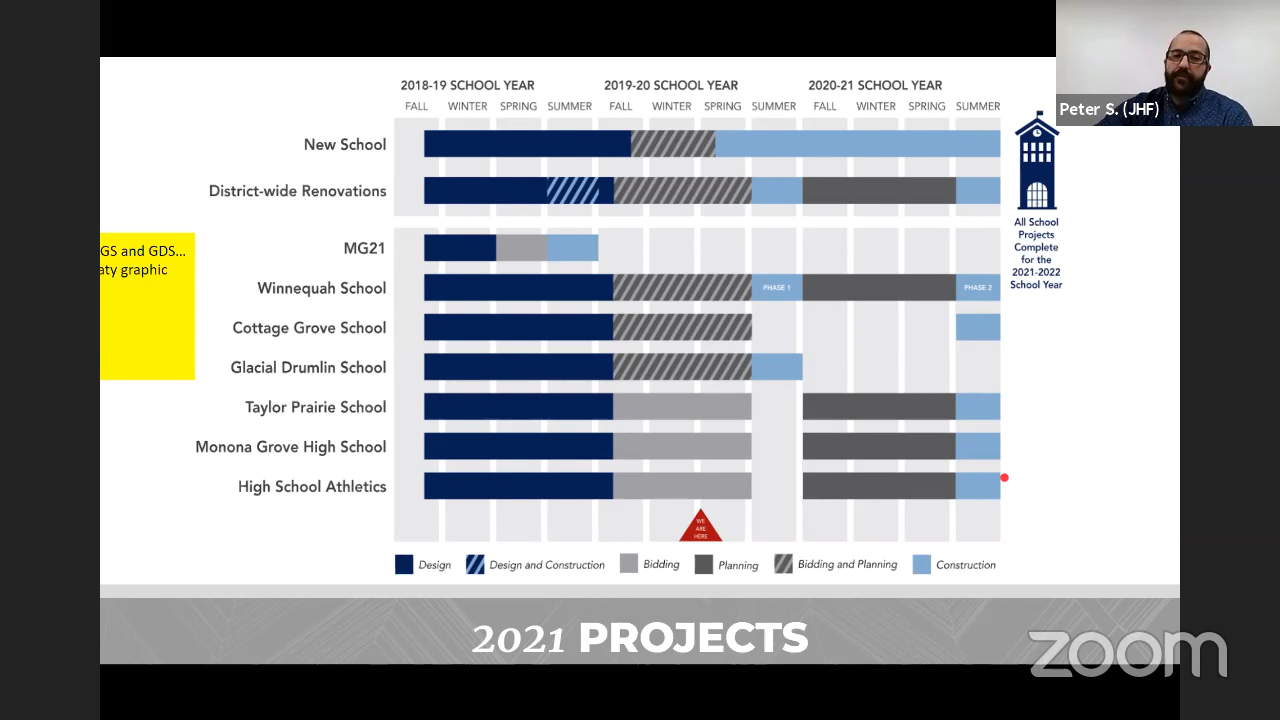 Peter S. (JHF)
2018-19 SCHOOL YEAR
2019-20 SCHOOL YEAR
2020-21 SCHOOL YEAR
FALL WINTER SPRING SUMMER FALL WINTER SPRING SUMMER FALL WINTER SPRING SUMMER
New School
District-wide Renovations
All School
Projects
Complete
for the
2021-2022
School Year
GS and GDS...
aty graphic
MG21
Winnequah School
PHASE 1
PHASE 2
Cottage Grove School
Glacial Drumlin School
Taylor Prairie School
Monona Grove High School
High School Athletics
WE
ARE
HERE
Design
Design and Construction
Bidding
Planning
Bidding and Planning
Construction
2021 PROJECTS
zoom